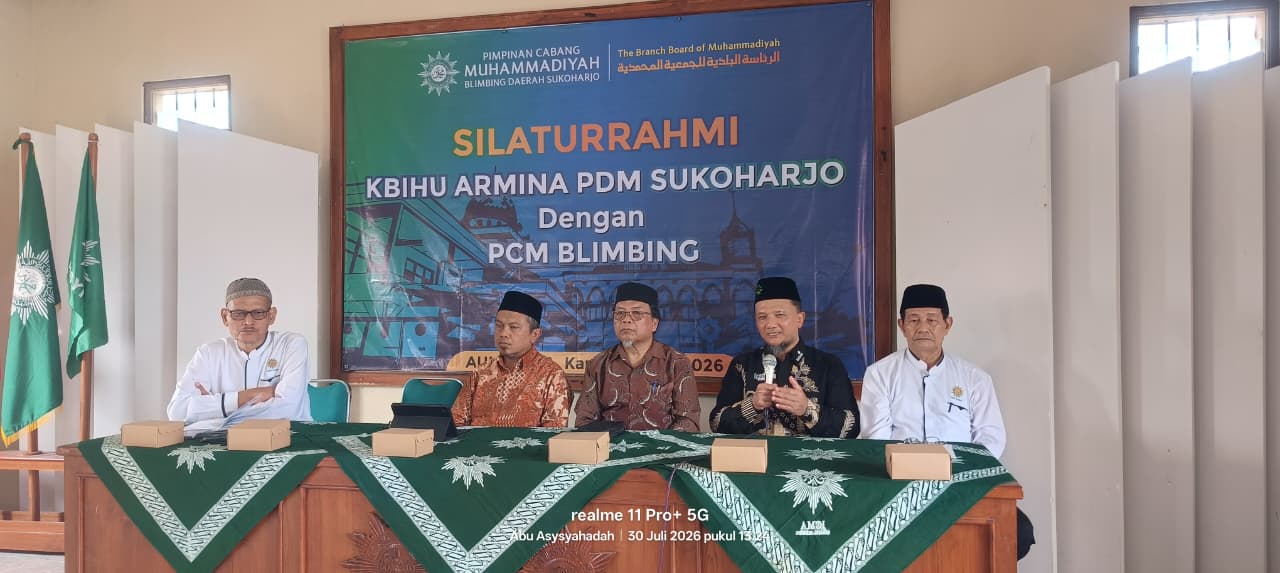 PIMPINAN CABANG
MUHAMMADIYAH
BLIMBING DAERAH SUKOHARJO
The Branch Board of Muhammadiyah
الرئاسة البلدية للجمعية المحمدية
SILATURRAHMI
KBIHU ARMINA PDM SUKOHARJO
Dengan
PCM BLIMBING
2026
realme 11 Pro+ 5G
Abu Asysyahadah | 30 Juli 2026 pukul 13.24